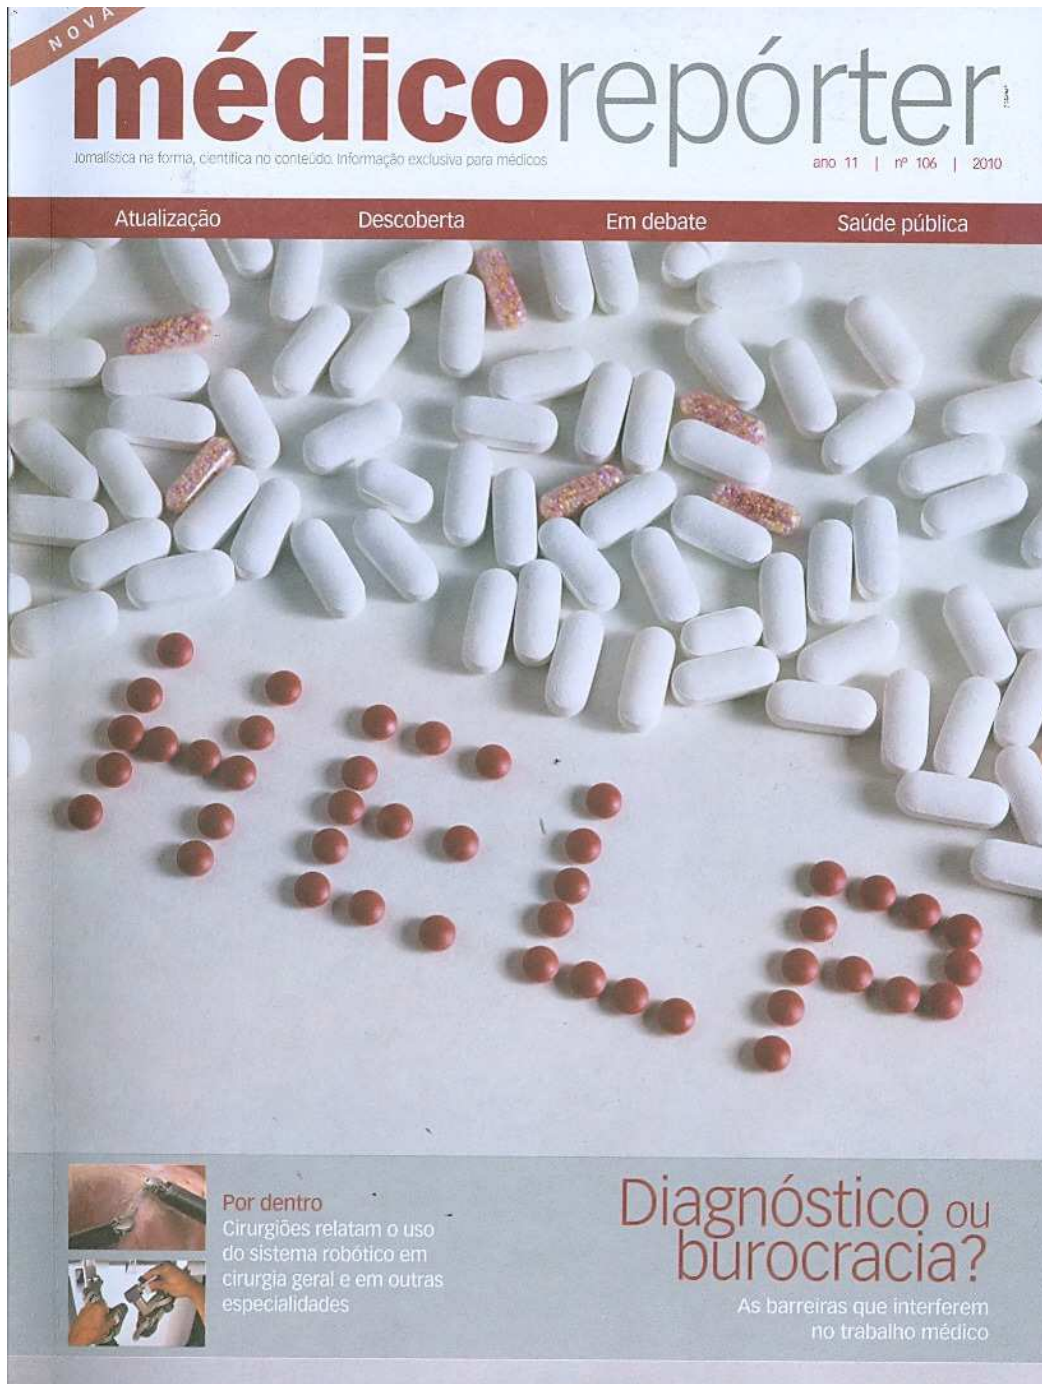 NOVA
médicorepórter
Jornalística na forma, científica no conteúdo. Informação exclusiva para médicos
ano 11 | nº 106 | 2010
Atualização Descoberta Em debate Saúde pública
HELP
Por dentro
Cirurgiões relatam o uso
do sistema robótico em
cirurgia geral e em outras
especialidades
Diagnóstico ou
burocracia?
As barreiras que interferem
no trabalho médico